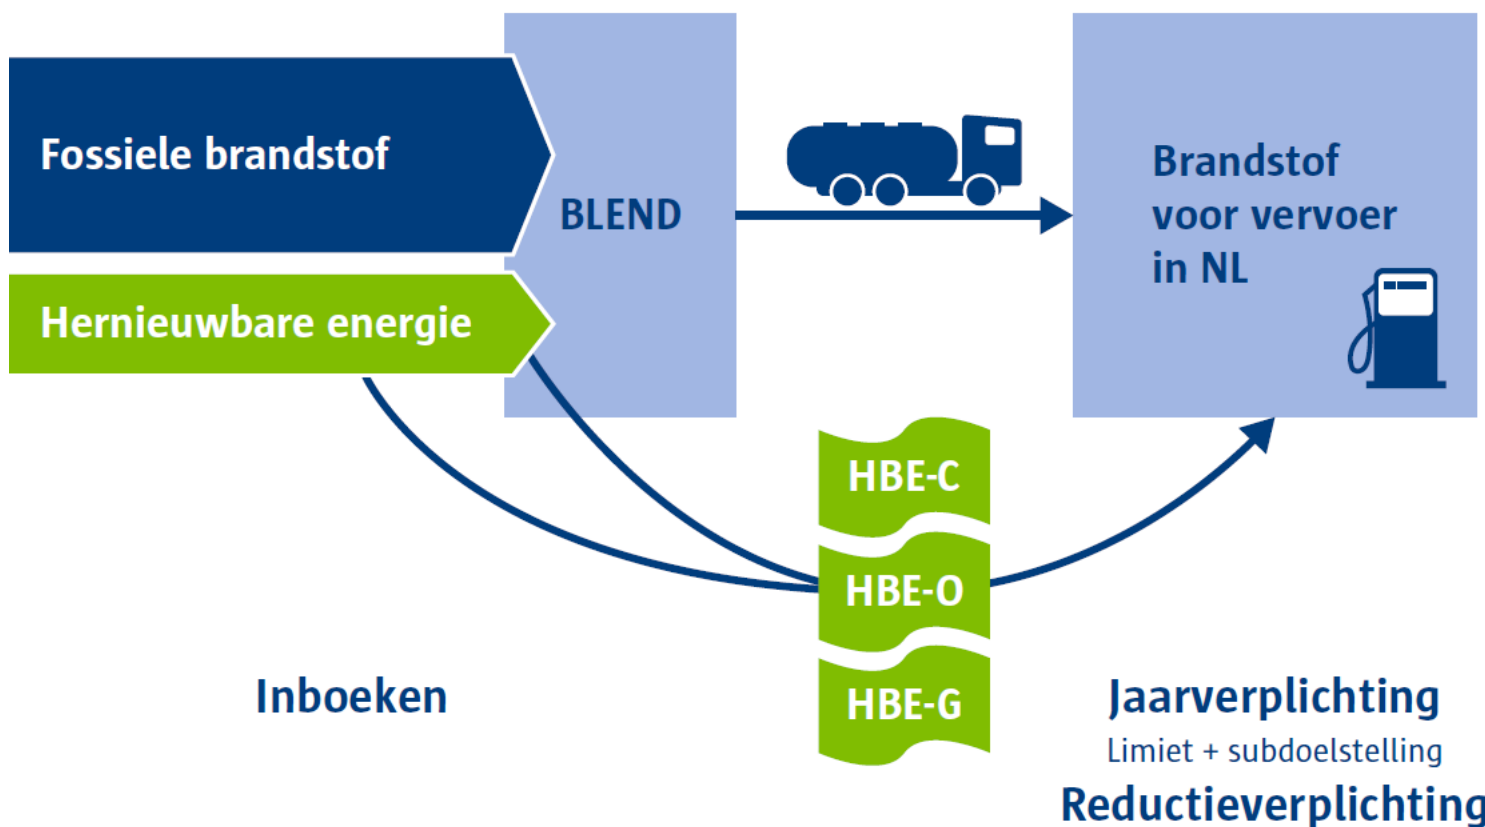 Fossiele brandstof
Hernieuwbare energie
BLEND
Brandstof
voor vervoer
in NL
HBE-C
HBE-O
HBE-G
Inboeken
Jaarverplichting
Limiet + subdoelstelling
Reductieverplichting